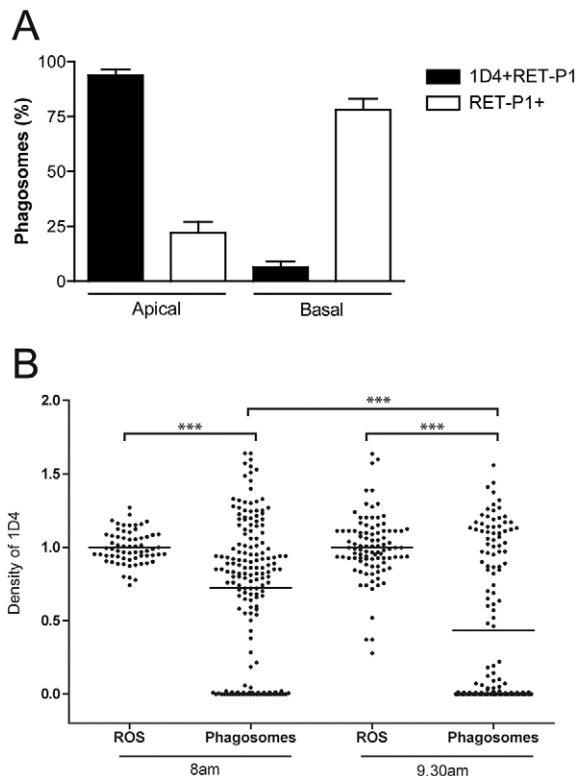 A
Phagosomes (%)
100
75
50
25
0
1D4+RET-P1
RET-P1+
Apical
Basal
B
Density of 1D4
2.0
1.5
1.0
0.5
0.0
***
***
***
ROS
Phagosomes
ROS
Phagosomes
8am
9.30am